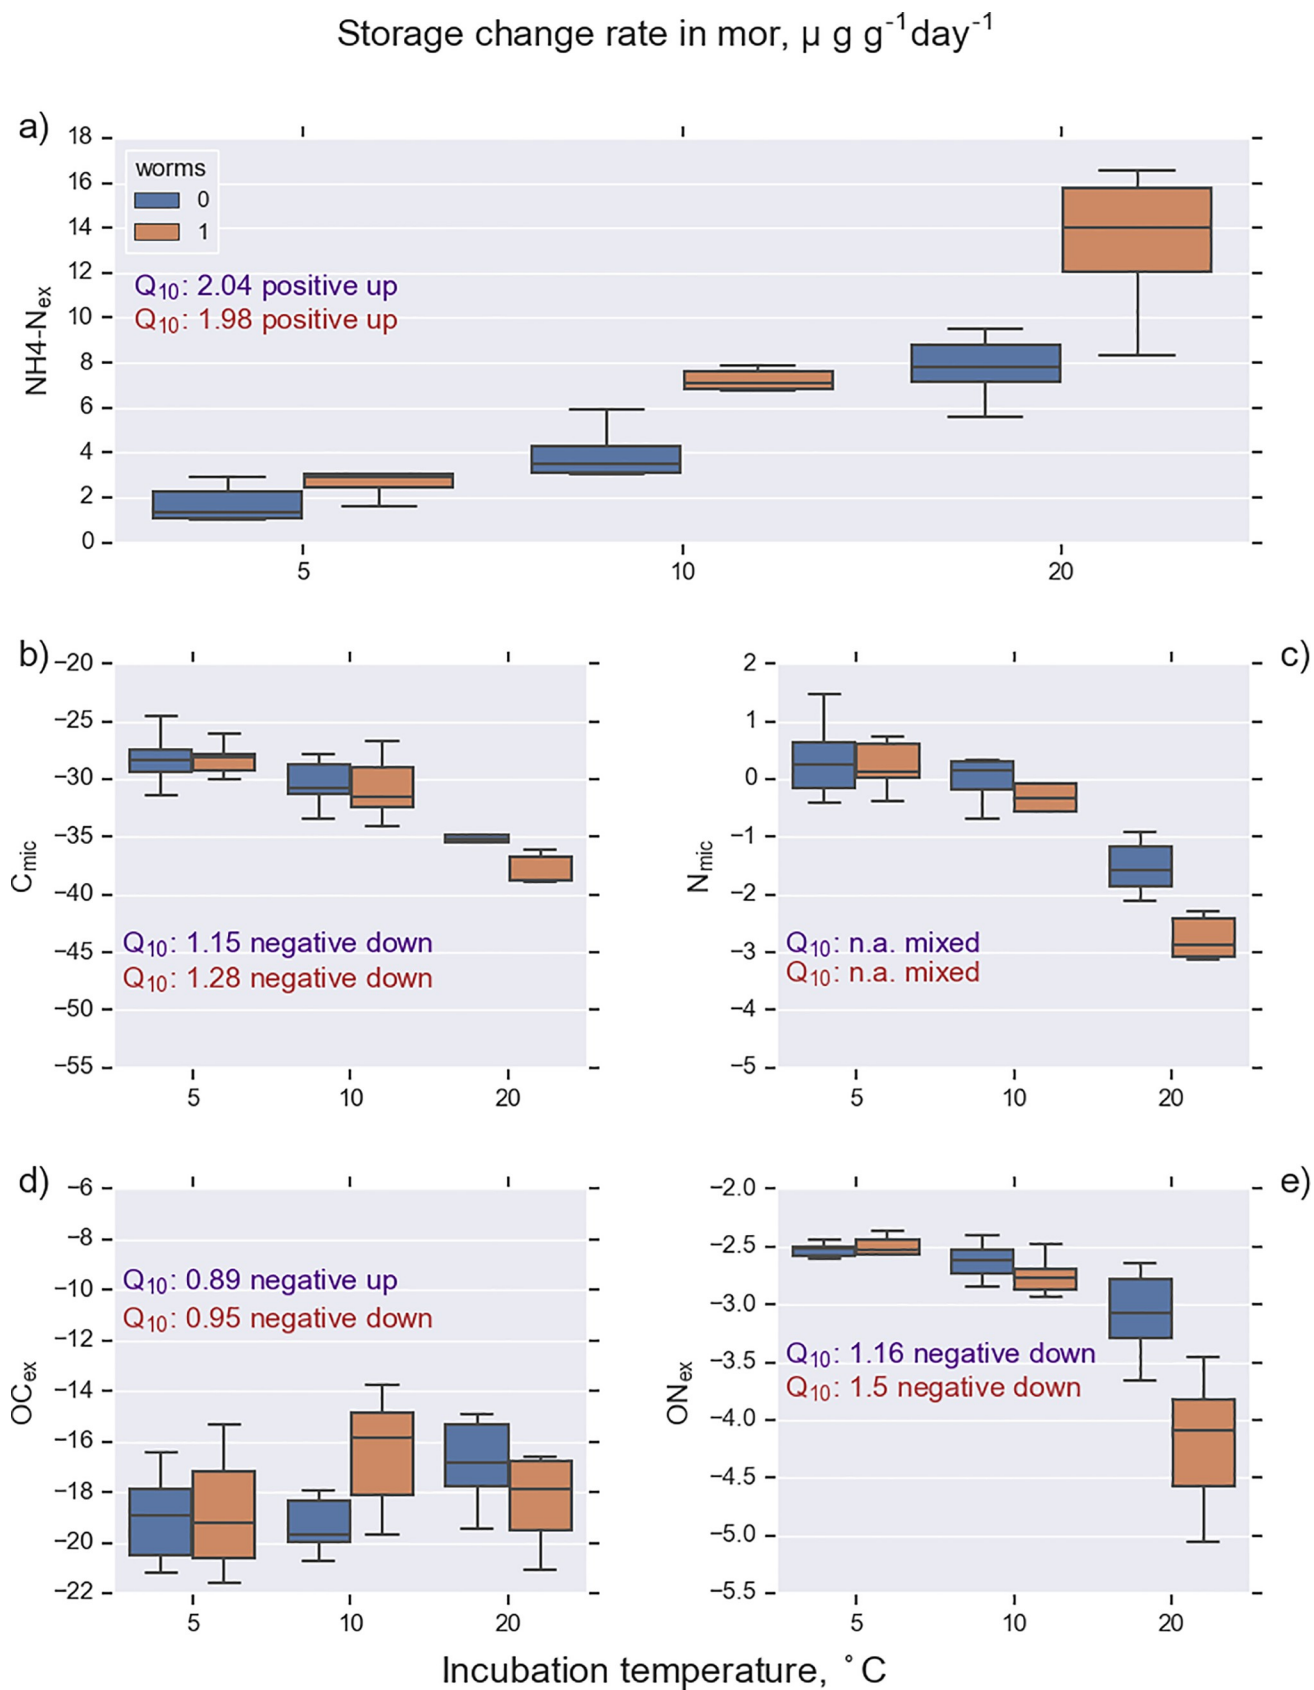 Storage change rate in mor, µ g g⁻¹day⁻¹
a)
18
16
14
12
10
8
6
4
2
0
NH4-Nₑₓ
worms
0
1
Q₁₀: 2.04 positive up
Q₁₀: 1.98 positive up
5 10 20
b)
−20
−25
−30
−35
−40
−45
−50
−55
Cmic
Q₁₀: 1.15 negative down
Q₁₀: 1.28 negative down
5 10 20
c)
2
1
0
−1
−2
−3
−4
−5
Nmic
Q₁₀: n.a. mixed
Q₁₀: n.a. mixed
5 10 20
d)
−6
−8
−10
−12
−14
−16
−18
−20
−22
OCₑₓ
Q₁₀: 0.89 negative up
Q₁₀: 0.95 negative down
5 10 20
e)
−2.0
−2.5
−3.0
−3.5
−4.0
−4.5
−5.0
−5.5
ONₑₓ
Q₁₀: 1.16 negative down
Q₁₀: 1.5 negative down
5 10 20
Incubation temperature, °C